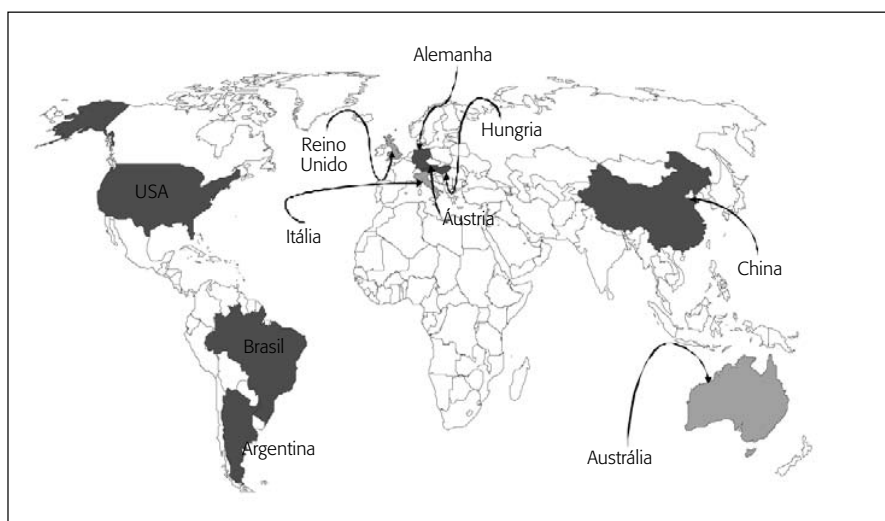 Alemanha
Hungria
Reino
Unido
USA
Itália
Áustria
China
Brasil
Argentina
Austrália